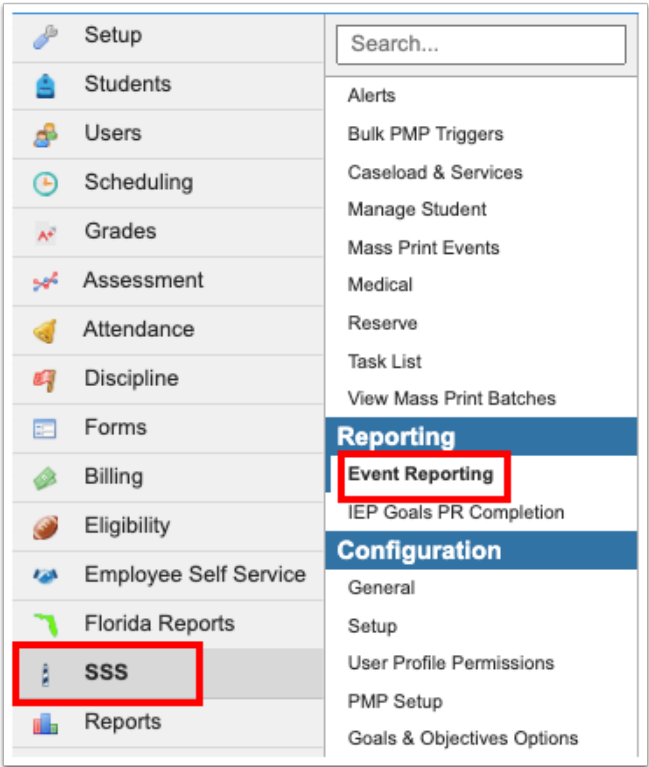 Setup
Students
Users
Scheduling
Grades
Assessment
Attendance
Discipline
Forms
Billing
Eligibility
Employee Self Service
Florida Reports
SSS
Reports
Search...
Alerts
Bulk PMP Triggers
Caseload & Services
Manage Student
Mass Print Events
Medical
Reserve
Task List
View Mass Print Batches
Reporting
Event Reporting
IEP Goals PR Completion
Configuration
General
Setup
User Profile Permissions
PMP Setup
Goals & Objectives Options